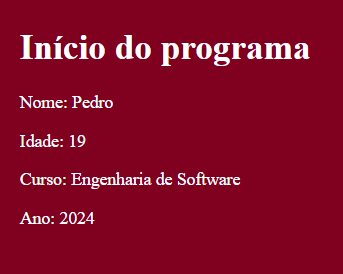 Início do programa
Nome: Pedro
Idade: 19
Curso: Engenharia de Software
Ano: 2024